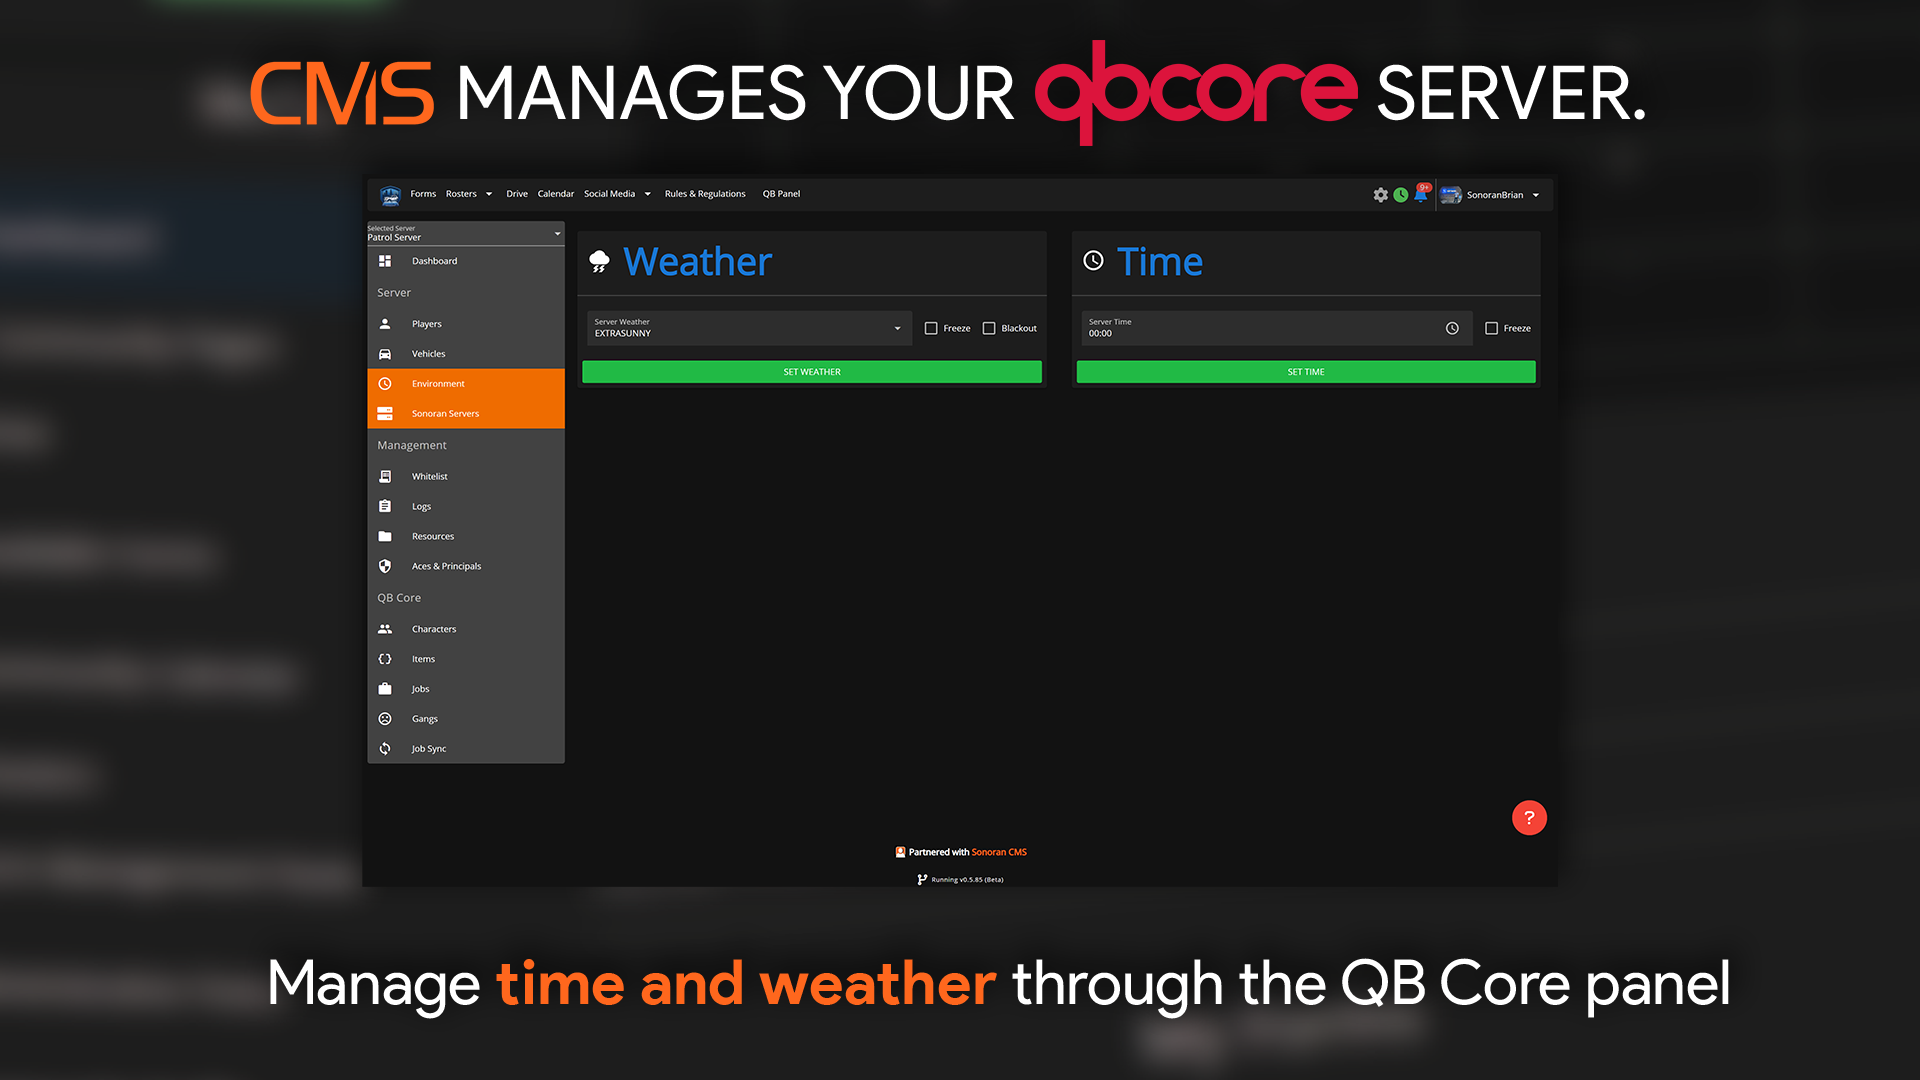 CMS MANAGES YOUR qbcore SERVER.
Forms Rosters Drive Calendar Social Media Rules & Regulations QB Panel
9+
SonoranBrian
Selected Server
Patrol Server
Dashboard
Server
Players
Vehicles
Environment
Sonoran Servers
Management
Whitelist
Logs
Resources
Aces & Principals
QB Core
Characters
Items
Jobs
Gangs
Job Sync
Weather
Server Weather
EXTRASUNNY
Freeze Blackout
SET WEATHER
Time
Server Time
00:00
Freeze
SET TIME
?
Partnered with Sonoran CMS
Running v0.5.85 (Beta)
Manage time and weather through the QB Core panel